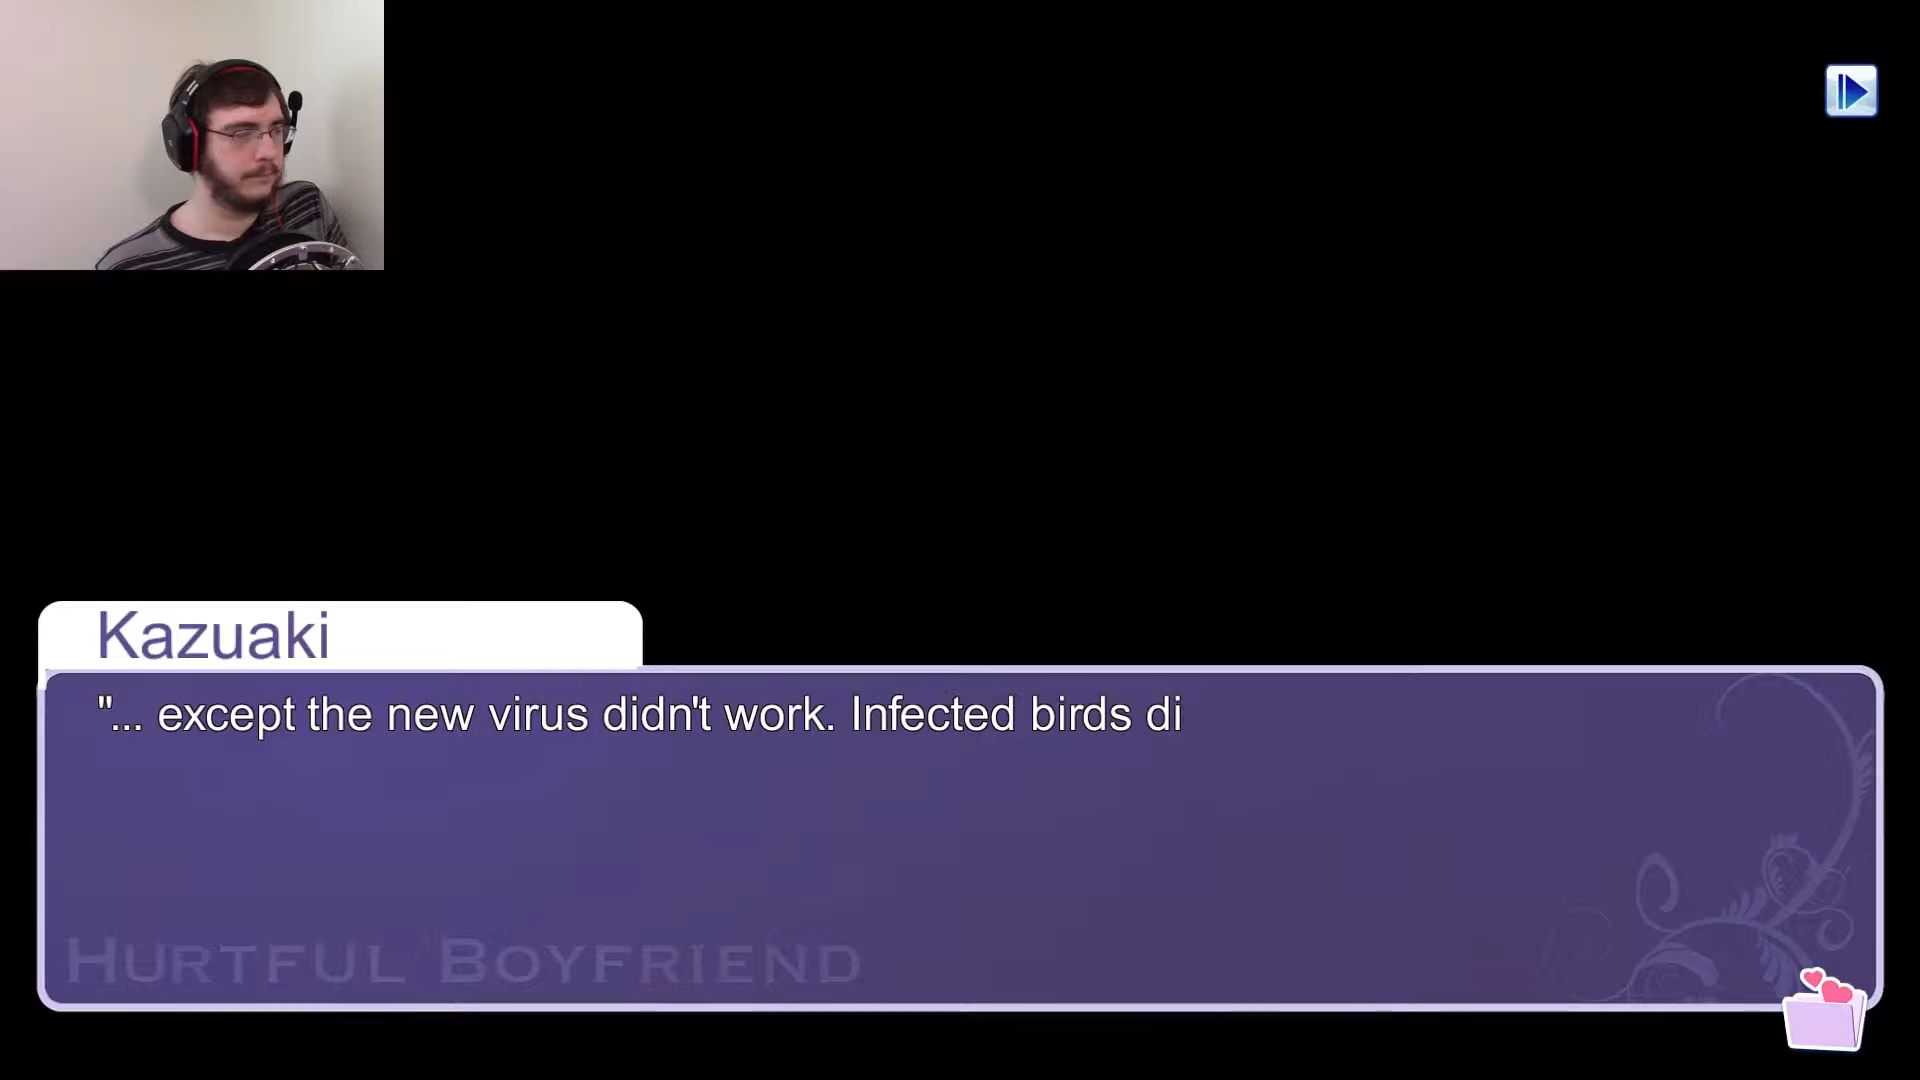 Kazuaki
"... except the new virus didn't work. Infected birds di
HURTFUL BOYFRIEND